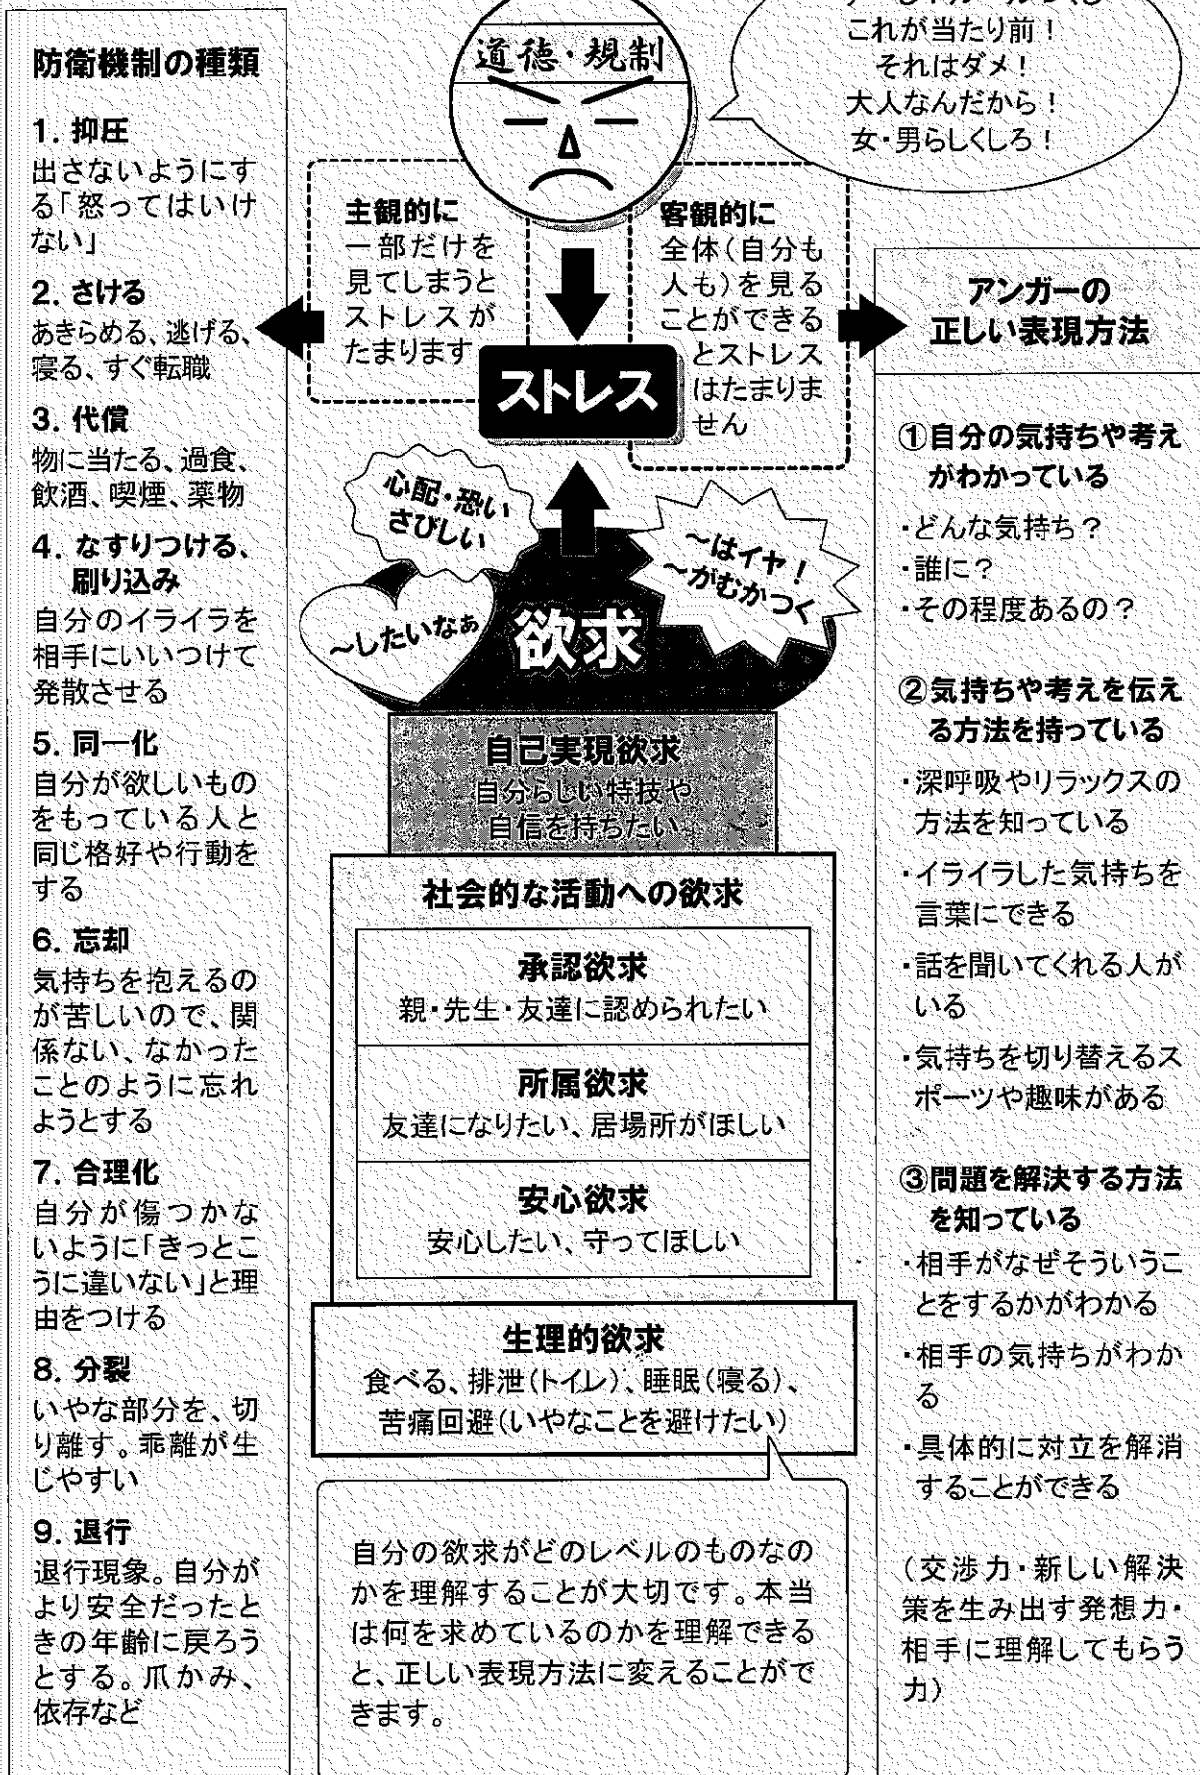 防衛機制の種類
1. 抑圧
出さないようにす
る「怒ってはいけ
ない」
2. さける
あきらめる、逃げる、
寝る、すぐ転職
3. 代償
物に当たる、過食、
飲酒、喫煙、薬物
4. なすりつける、
刷り込み
自分のイライラを
相手にいいつけて
発散させる
5. 同一化
自分が欲しいもの
をもっている人と
同じ格好や行動を
する
6. 忘却
気持ちを抱えるの
が苦しいので、関
係ない、なかった
ことのように忘れ
ようとする
7. 合理化
自分が傷つかな
いように「きっとこ
うに違いない」と理
由をつける
8. 分裂
いやな部分を、切
り離す。乖離が生
じやすい
9. 退行
退行現象。自分が
より安全だったと
きの年齢に戻ろう
とする。爪かみ、
依存など
道徳・規制
これが当たり前！
それはダメ！
大人なんだから！
女・男らしくしろ！
主観的に
一部だけを
見てしまうと
ストレスが
たまります
客観的に
全体(自分も
人も)を見る
ことができる
とストレス
はたまりま
せん
ストレス
心配・恐い
さびしい
～はイヤ！
～がむかつく
～したいなぁ
欲求
自己実現欲求
自分らしい特技や
自信を持ちたい
社会的な活動への欲求
承認欲求
親・先生・友達に認められたい
所属欲求
友達になりたい、居場所がほしい
安心欲求
安心したい、守ってほしい
生理的欲求
食べる、排泄(トイレ)、睡眠(寝る)、
苦痛回避(いやなことを避けたい)
自分の欲求がどのレベルのものなの
かを理解することが大切です。本当
は何を求めているのかを理解できる
と、正しい表現方法に変えることがで
きます。
アンガーの
正しい表現方法
①自分の気持ちや考え
がわかっている
・どんな気持ち？
・誰に？
・その程度あるの？
②気持ちや考えを伝え
る方法を持っている
・深呼吸やリラックスの
方法を知っている
・イライラした気持ちを
言葉にできる
・話を聞いてくれる人が
いる
・気持ちを切り替えるス
ポーツや趣味がある
③問題を解決する方法
を知っている
・相手がなぜそういうこ
とをするかがわかる
・相手の気持ちがわか
る
・具体的に対立を解消
することができる
(交渉力・新しい解決
策を生み出す発想力・
相手に理解してもらう
力)